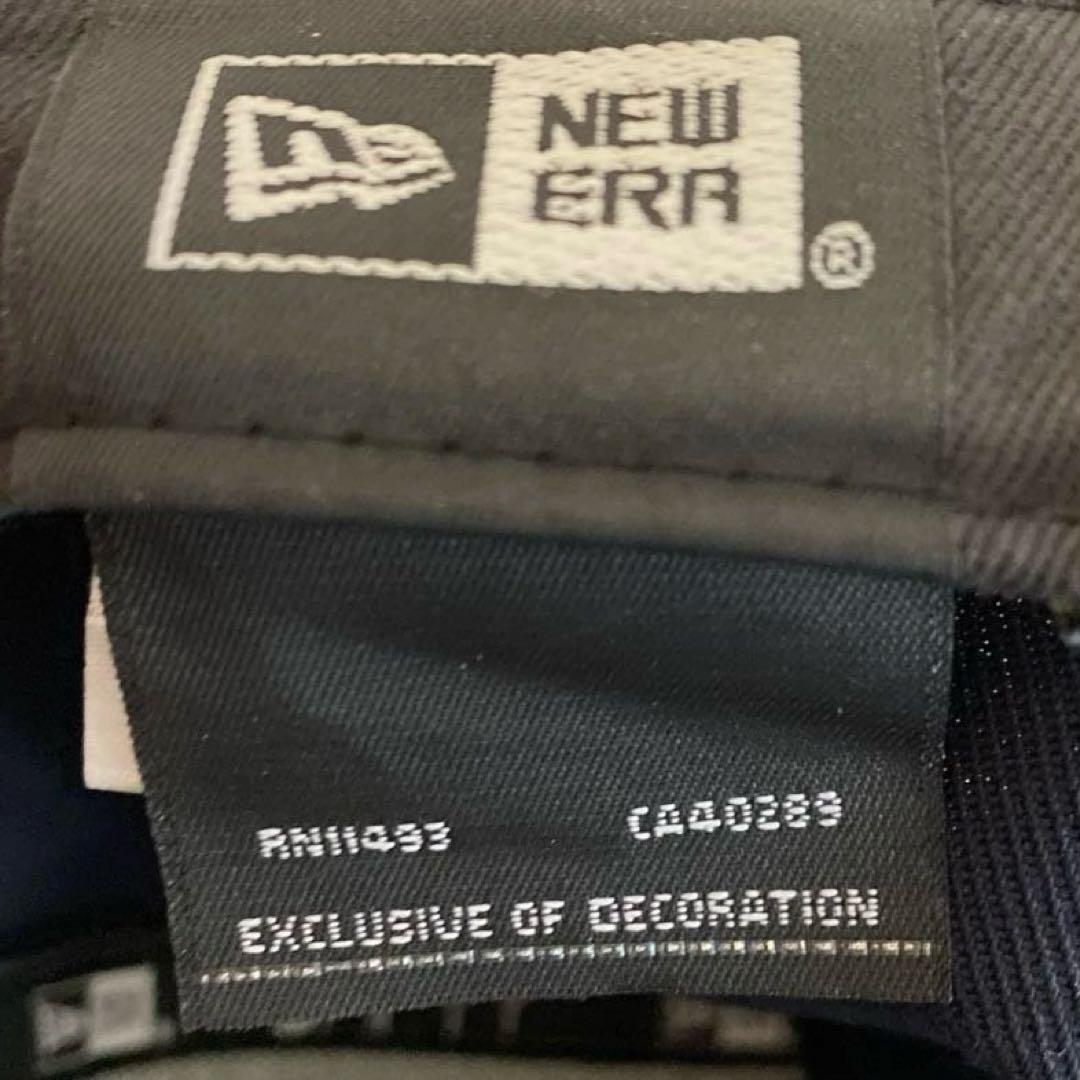 NEW
ERA ®
RN11493 CA40289
EXCLUSIVE OF DECORATION